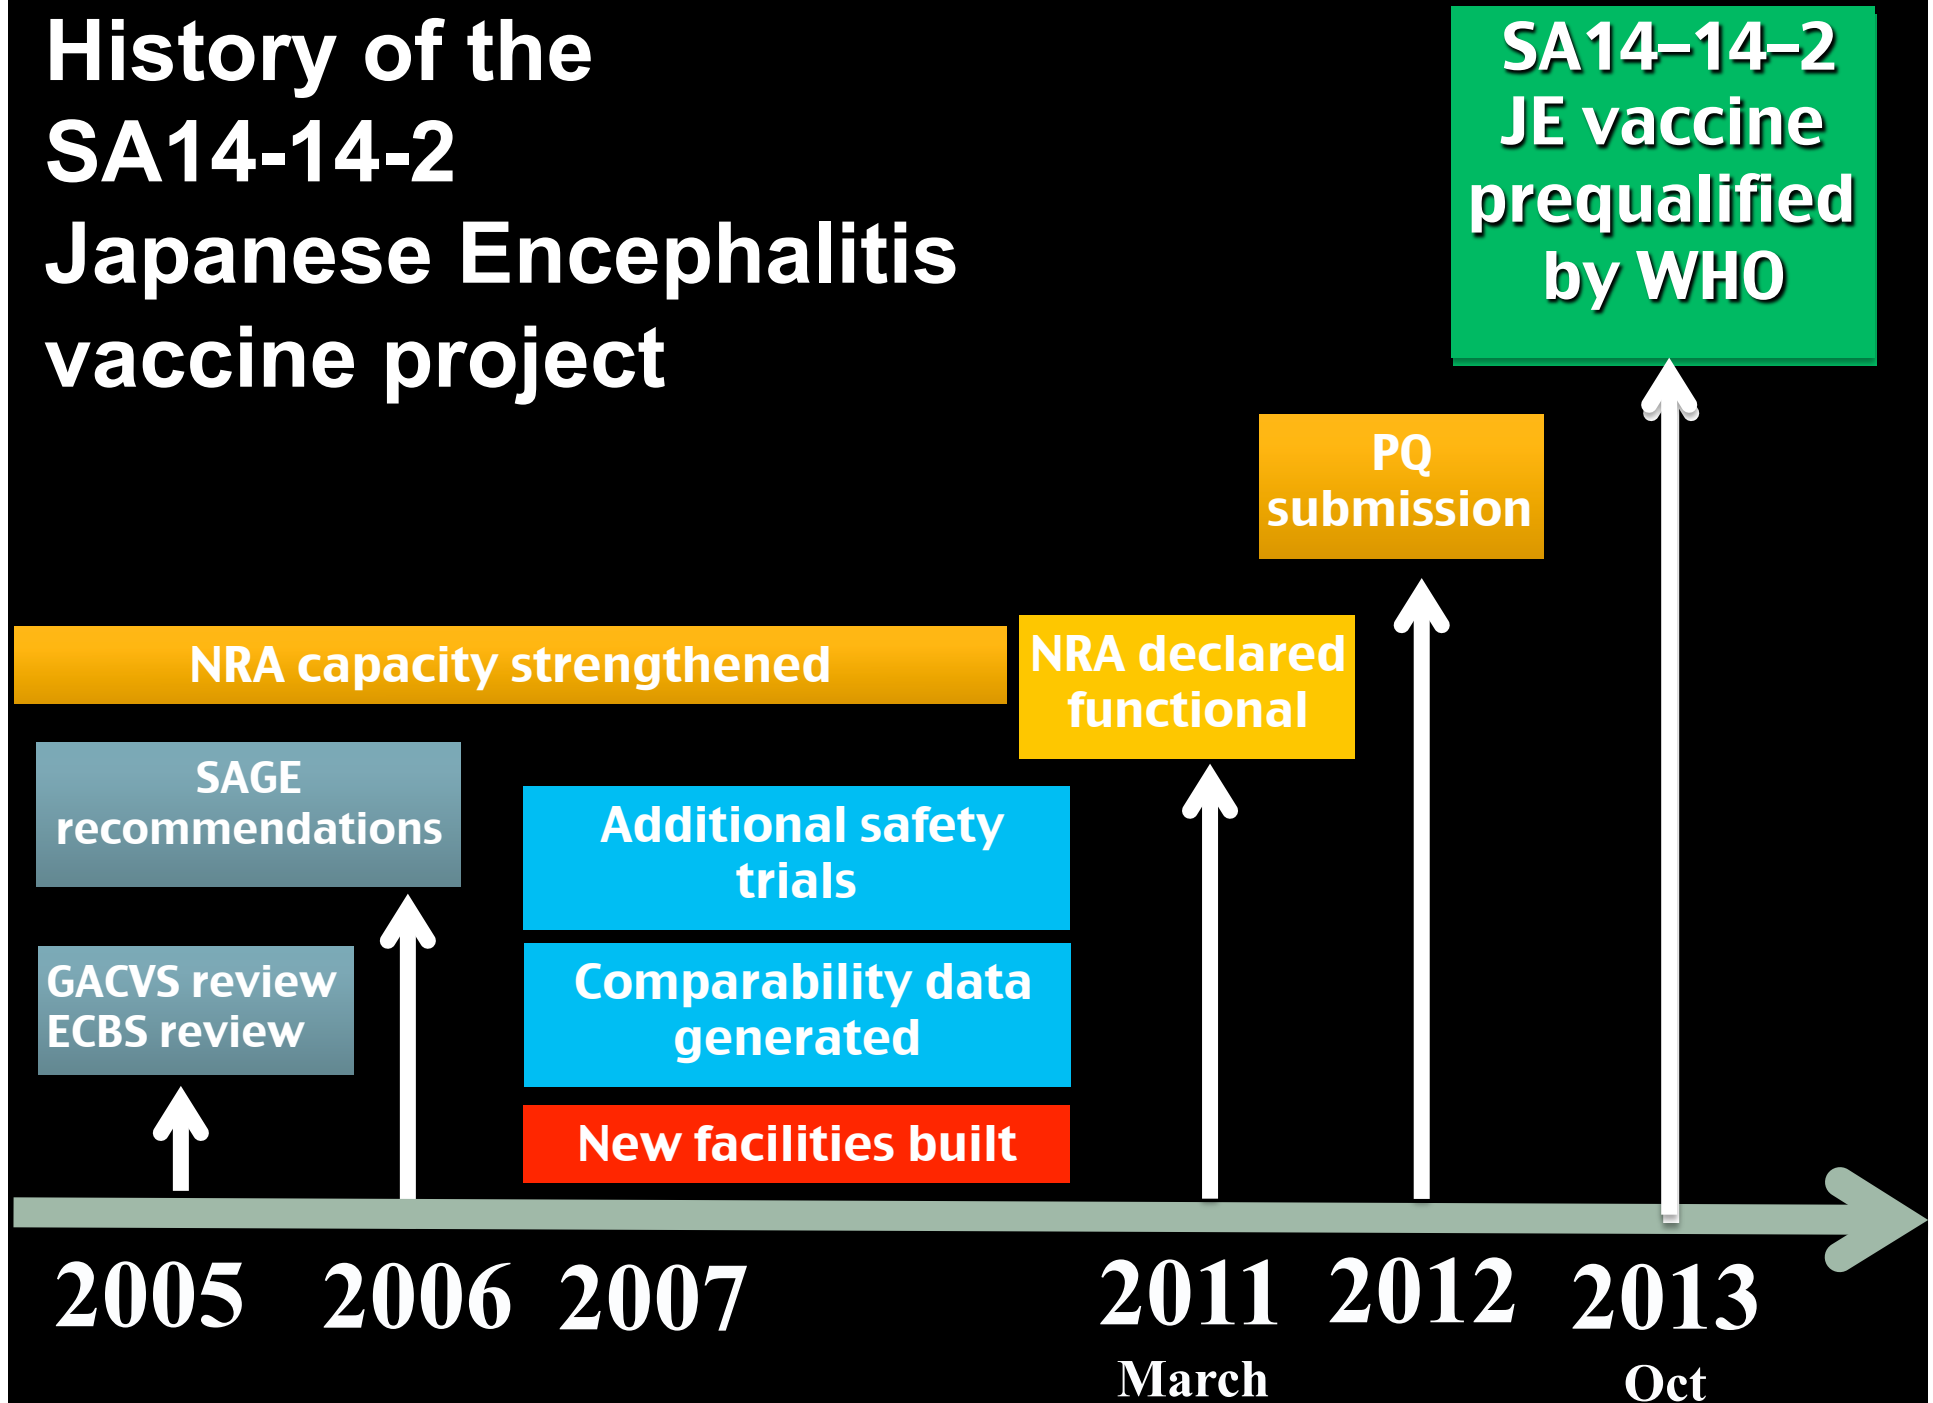 History of the
SA14-14-2
Japanese Encephalitis
vaccine project
SA14–14–2
JE vaccine
prequalified
by WHO
PQ
submission
NRA capacity strengthened
NRA declared
functional
SAGE
recommendations
Additional safety
trials
GACVS review
ECBS review
Comparability data
generated
New facilities built
2005
2006
2007
2011
March
2012
2013
Oct